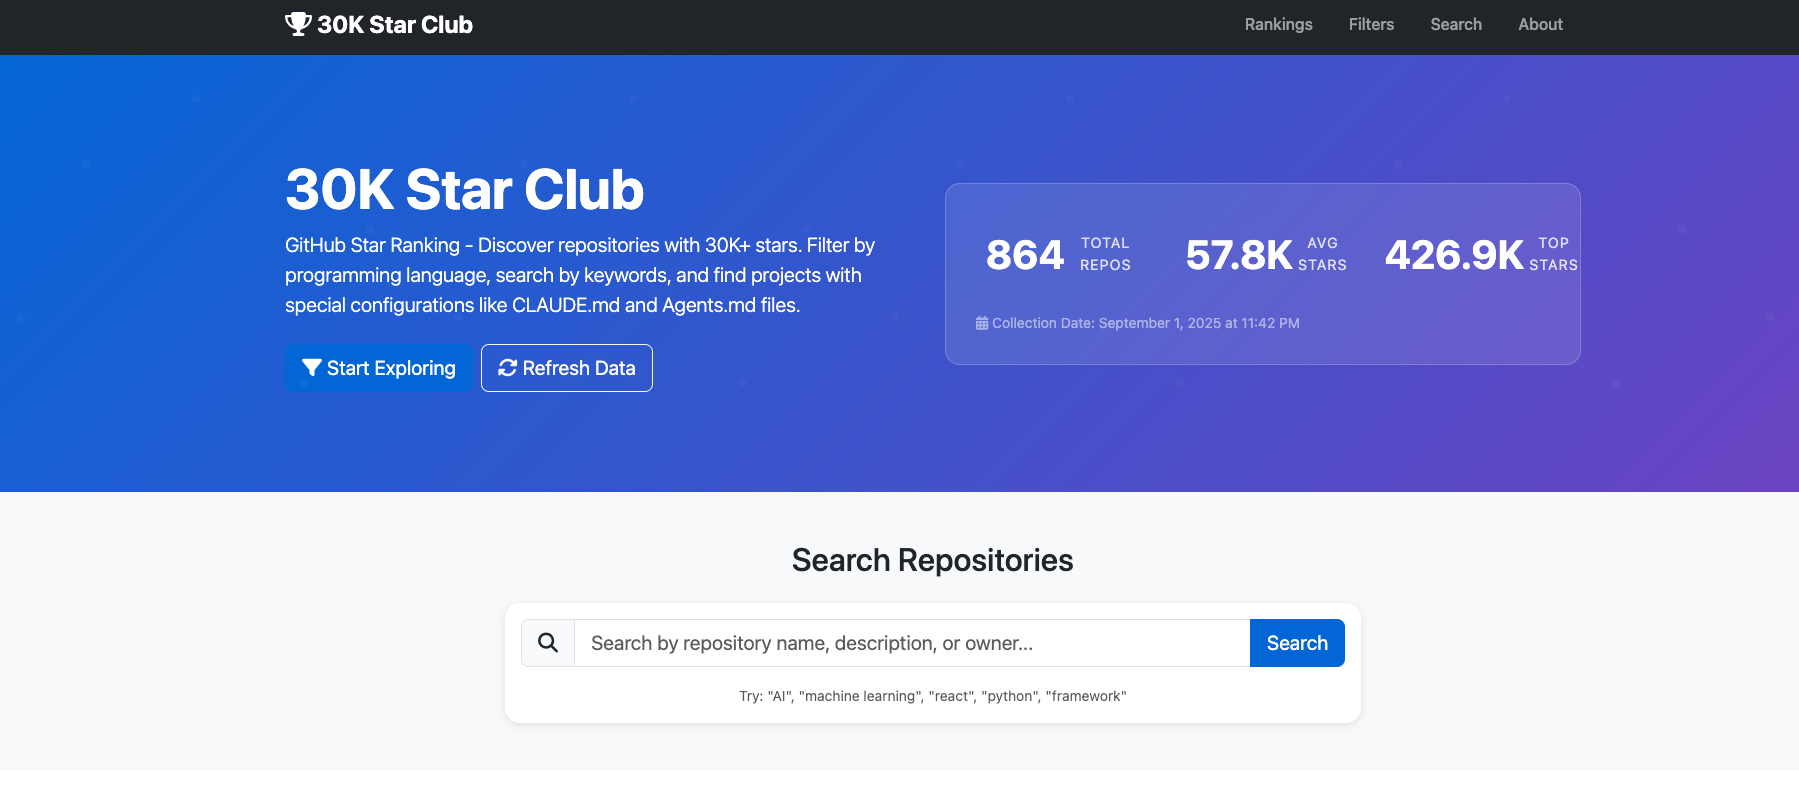 30K Star Club
Rankings
Filters
Search
About
30K Star Club
GitHub Star Ranking - Discover repositories with 30K+ stars. Filter by
programming language, search by keywords, and find projects with
special configurations like CLAUDE.md and Agents.md files.
Start Exploring
Refresh Data
864
TOTAL
REPOS
57.8K
AVG
STARS
426.9K
TOP
STARS
Collection Date: September 1, 2025 at 11:42 PM
Search Repositories
Search by repository name, description, or owner...
Search
Try: "AI", "machine learning", "react", "python", "framework"